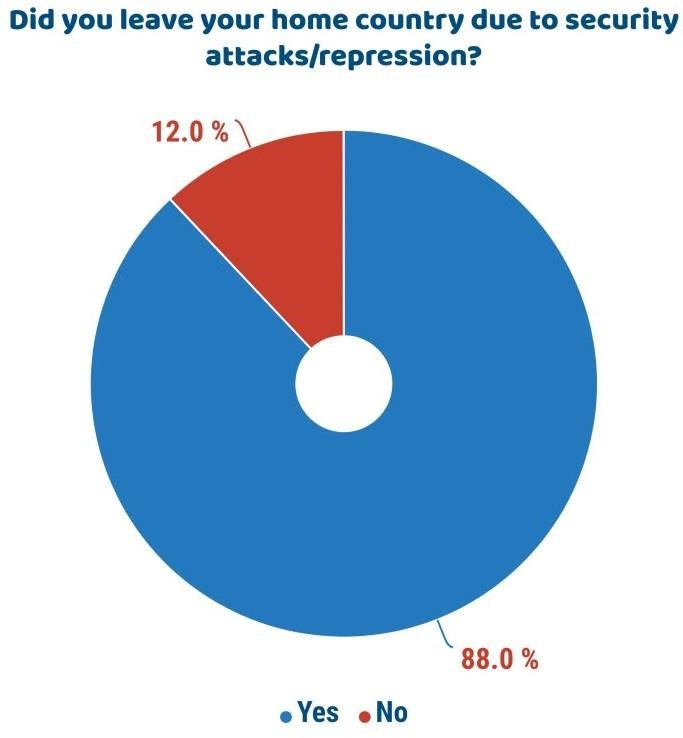 Did you leave your home country due to security
attacks/repression?
12.0 %
88.0 %
Yes No